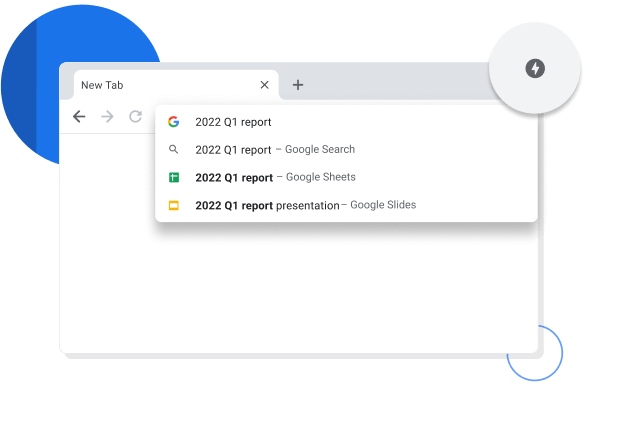 New Tab
2022 Q1 report
2022 Q1 report – Google Search
2022 Q1 report – Google Sheets
2022 Q1 report presentation– Google Slides